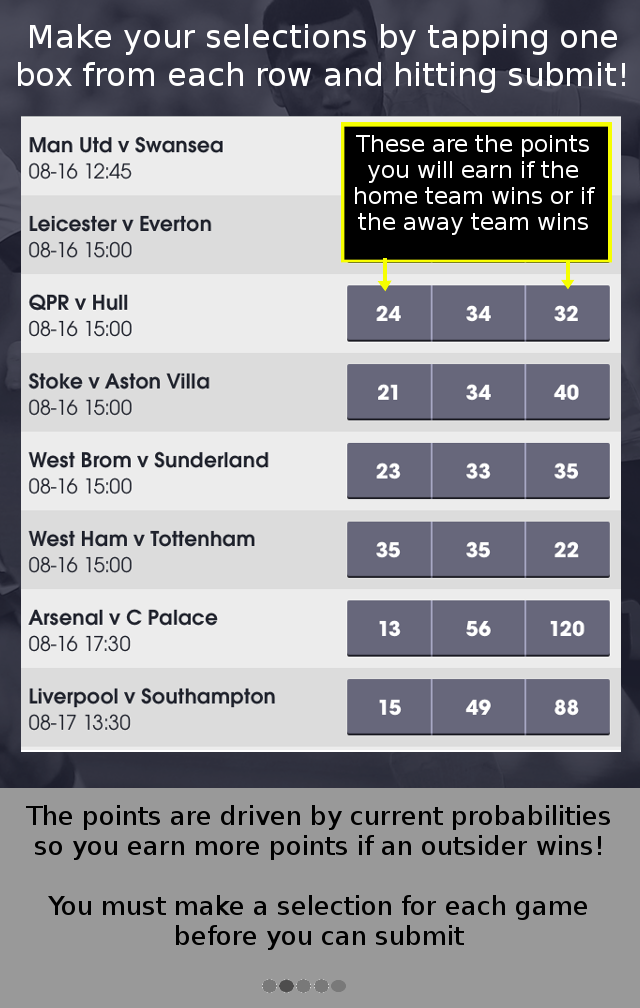 Make your selections by tapping one
box from each row and hitting submit!
Man Utd v Swansea
08-16 12:45
These are the points
you will earn if the
home team wins or if
the away team wins
Leicester v Everton
08-16 15:00
QPR v Hull
08-16 15:00
24 34 32
Stoke v Aston Villa
08-16 15:00
21 34 40
West Brom v Sunderland
08-16 15:00
23 33 35
West Ham v Tottenham
08-16 15:00
35 35 22
Arsenal v C Palace
08-16 17:30
13 56 120
Liverpool v Southampton
08-17 13:30
15 49 88
The points are driven by current probabilities
so you earn more points if an outsider wins!
You must make a selection for each game
before you can submit